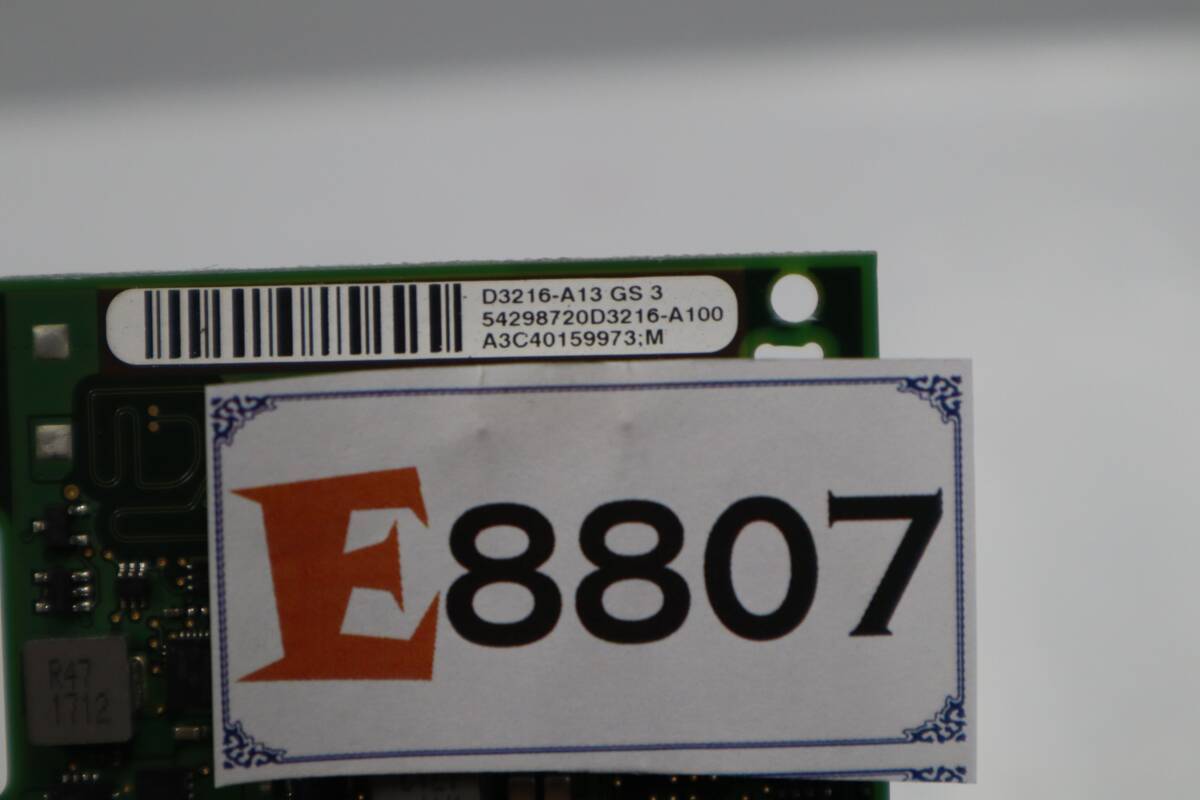 D3216-A13 GS 3
54298720D3216-A100
A3C40159973;M
E8807
R47
1712